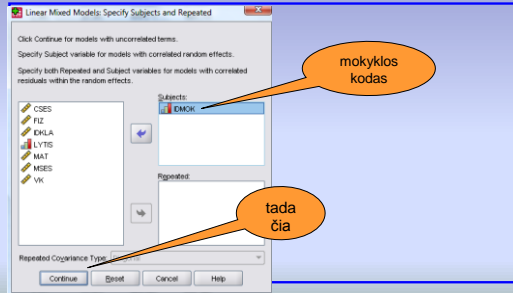 Linear Mixed Models: Specify Subjects and Repeated
Click Continue for models with uncorrelated terms.
Specify Subject variable for models with correlated random effects.
Specify both Repeated and Subject variables for models with correlated
residuals within the random effects.
mokyklos
kodas
Subjects:
CSES
FIZ
IDKLA
LYTIS
MAT
MSES
VK
IDMOK
Repeated:
tada
čia
Repeated Covariance Type:
Continue
Reset
Cancel
Help